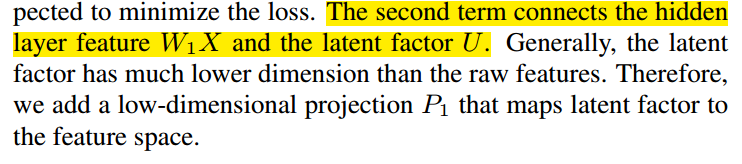 pected to minimize the loss. The second term connects the hidden
layer feature W₁X and the latent factor U. Generally, the latent
factor has much lower dimension than the raw features. Therefore,
we add a low-dimensional projection P₁ that maps latent factor to
the feature space.